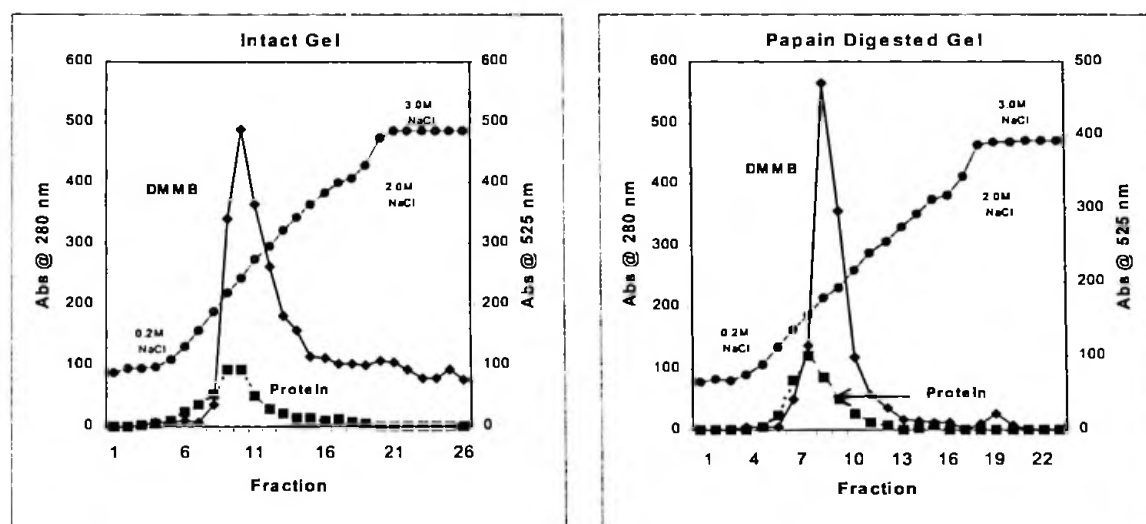 Intact Gel
600
500
400
300
200
100
0
600
500
400
300
200
100
0
Abs @ 280 nm
Abs @ 525 nm
3.0M
NaCl
DMMB
2.0M
NaCl
0.2M
NaCl
Protein
1 6 11 16 21 26
Fraction
Papain Digested Gel
600
500
400
300
200
100
0
500
400
300
200
100
0
Abs @ 280 nm
Abs @ 525 nm
3.0M
NaCl
DMMB
2.0M
NaCl
0.2M
NaCl
Protein
1 4 7 10 13 16 19 22
Fraction